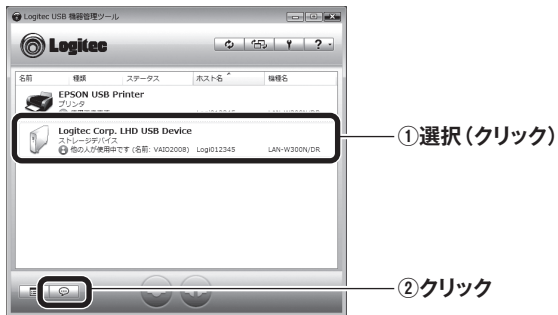 Logitec USB 機器管理ツール
Logitec
名前 種類 ステータス ホスト名 機種名
EPSON USB Printer
プリンタ
Logitec Corp. LHD USB Device
ストレージデバイス
他の人が使用中です (名前: VAIO2008) Logi012345 LAN-W300N/DR
①選択(クリック)
②クリック